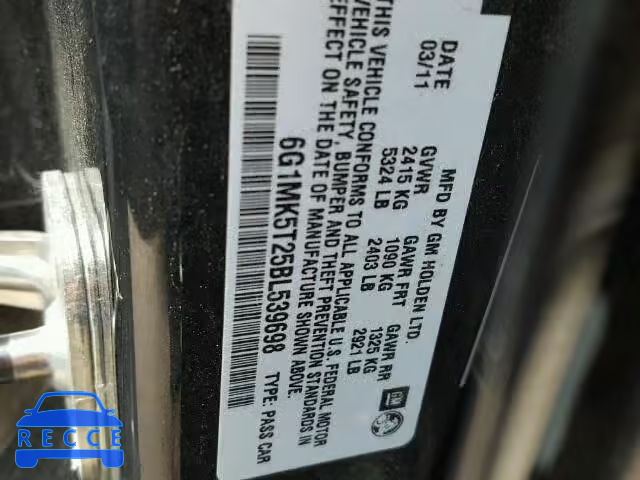 MFD BY GM HOLDEN LTD.
DATE GVWR GAWR FRT GAWR RR
03/11 2415 KG 1090 KG 1325 KG
5324 LB 2403 LB 2921 LB
THIS VEHICLE CONFORMS TO ALL APPLICABLE U.S. FEDERAL MOTOR
VEHICLE SAFETY, BUMPER AND THEFT PREVENTION STANDARDS IN
EFFECT ON THE DATE OF MANUFACTURE SHOWN ABOVE.
6G1MK5T25BL539698 TYPE: PASS CAR
GM
RECCE
.COM